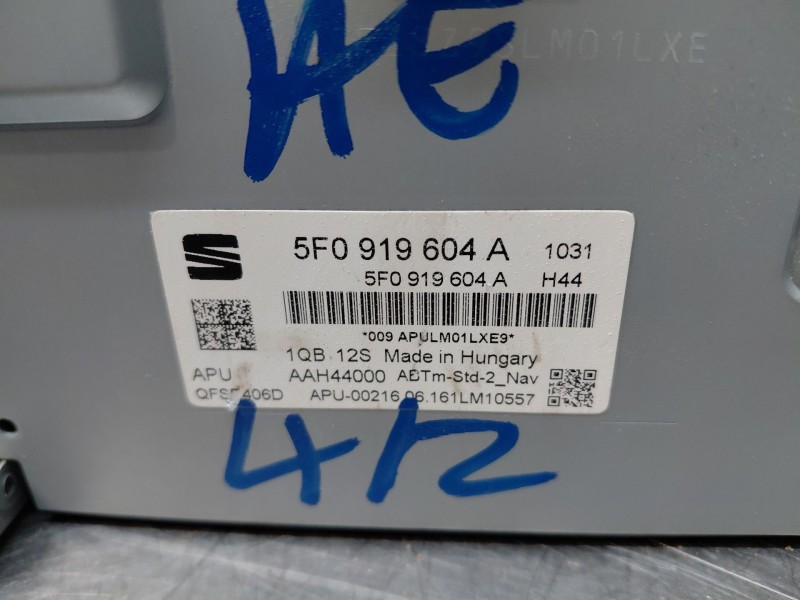 AE
LM01LXE
5F0 919 604 A 1031
5F0 919 604 A H44
*009 APULM01LXE9*
1QB 12S Made in Hungary
APU AAH44000 ABTm-Std-2_Nav
APU-00216 06.161LM10557